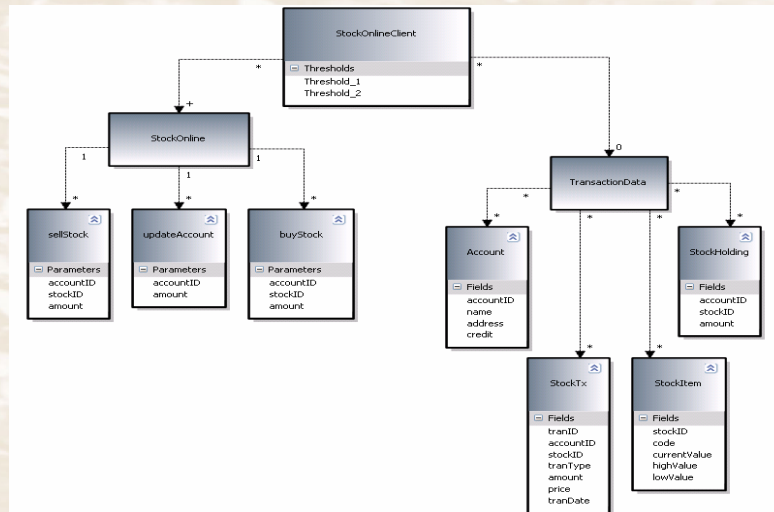 StockOnlineClient
Thresholds
Threshold_1
Threshold_2
*
*
+
0
StockOnline
TransactionData
1
1
1
*
*
*
*
*
*
*
*
*
*
*
sellStock
Parameters
accountID
stockID
amount
updateAccount
Parameters
accountID
amount
buyStock
Parameters
accountID
stockID
amount
Account
Fields
accountID
name
address
credit
StockHolding
Fields
accountID
stockID
amount
StockTx
Fields
tranID
accountID
stockID
tranType
amount
price
tranDate
StockItem
Fields
stockID
code
currentValue
highValue
lowValue